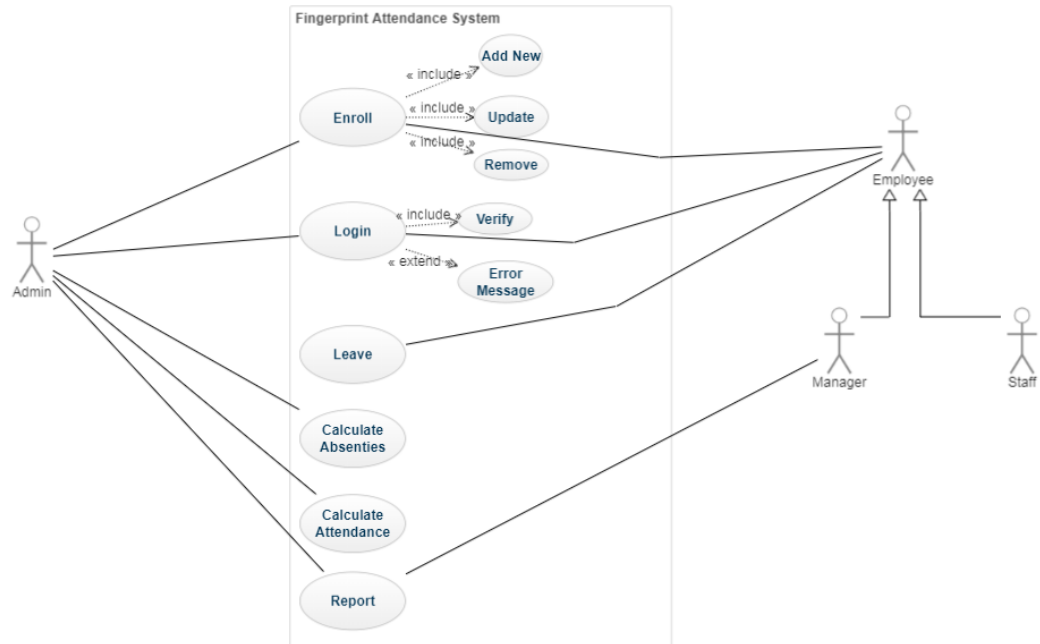 Fingerprint Attendance System
Add New
« include »
Enroll
« include »
Update
« include »
Remove
Employee
« include »
Verify
Login
« extend »
Error
Message
Admin
Leave
Manager
Staff
Calculate
Absenties
Calculate
Attendance
Report